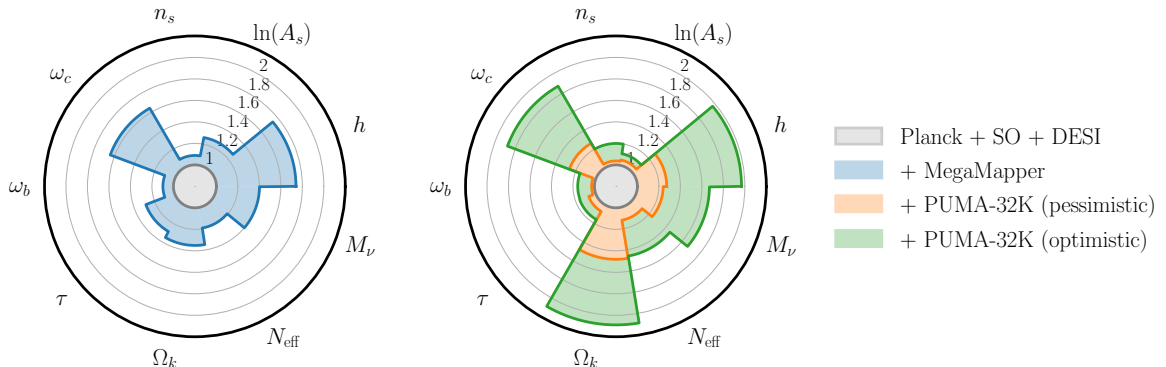 n_s
ln(A_s)
h
M_ν
N_eff
Ω_k
τ
ω_b
ω_c
1
1.2
1.4
1.6
1.8
2
n_s
ln(A_s)
h
M_ν
N_eff
Ω_k
τ
ω_b
ω_c
1
1.2
1.4
1.6
1.8
2
Planck + SO + DESI
+ MegaMapper
+ PUMA-32K (pessimistic)
+ PUMA-32K (optimistic)